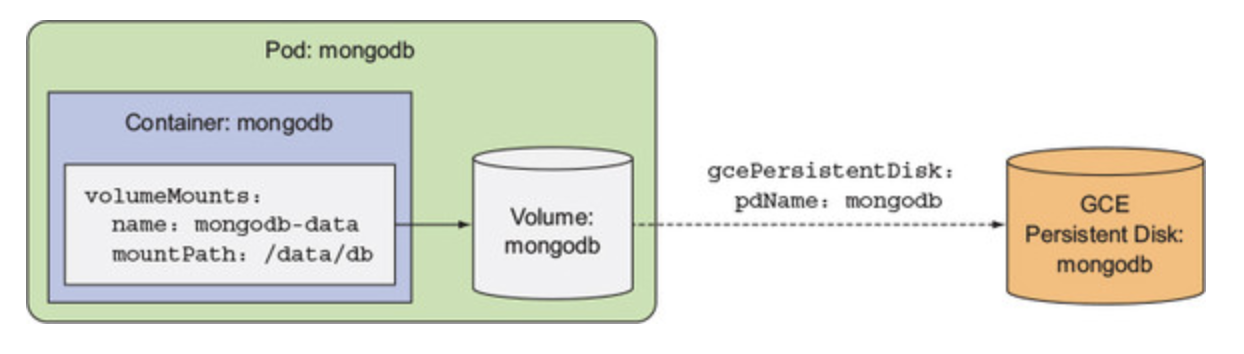 Pod: mongodb
Container: mongodb
volumeMounts:
name: mongodb-data
mountPath: /data/db
Volume:
mongodb
gcePersistentDisk:
pdName: mongodb
GCE
Persistent Disk:
mongodb